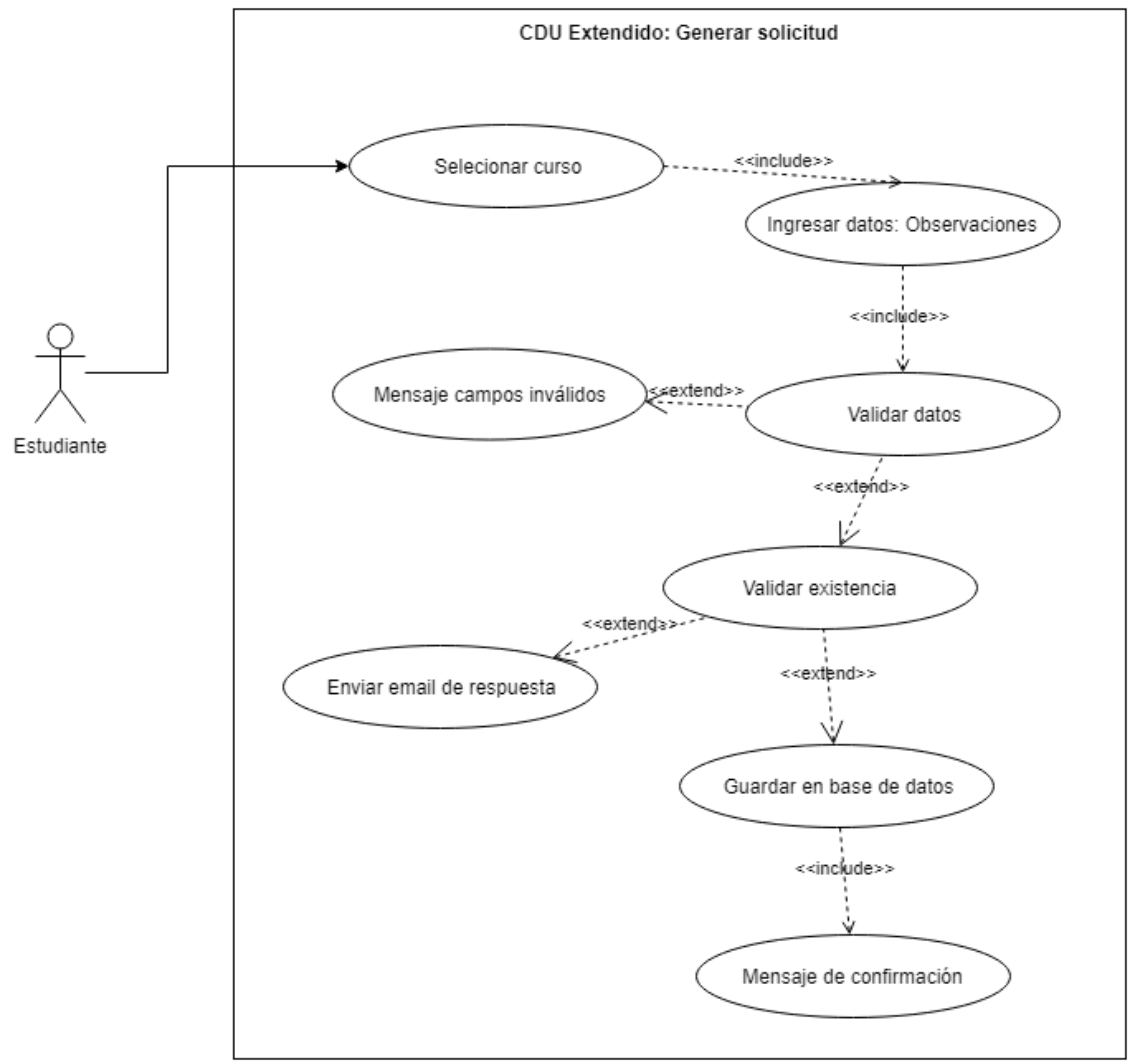 CDU Extendido: Generar solicitud
Selecionar curso
<<include>>
Ingresar datos: Observaciones
<<include>>
Estudiante
Mensaje campos inválidos
<<extend>>
Validar datos
<<extend>>
Validar existencia
<<extend>>
Enviar email de respuesta
<<extend>>
Guardar en base de datos
<<include>>
Mensaje de confirmación